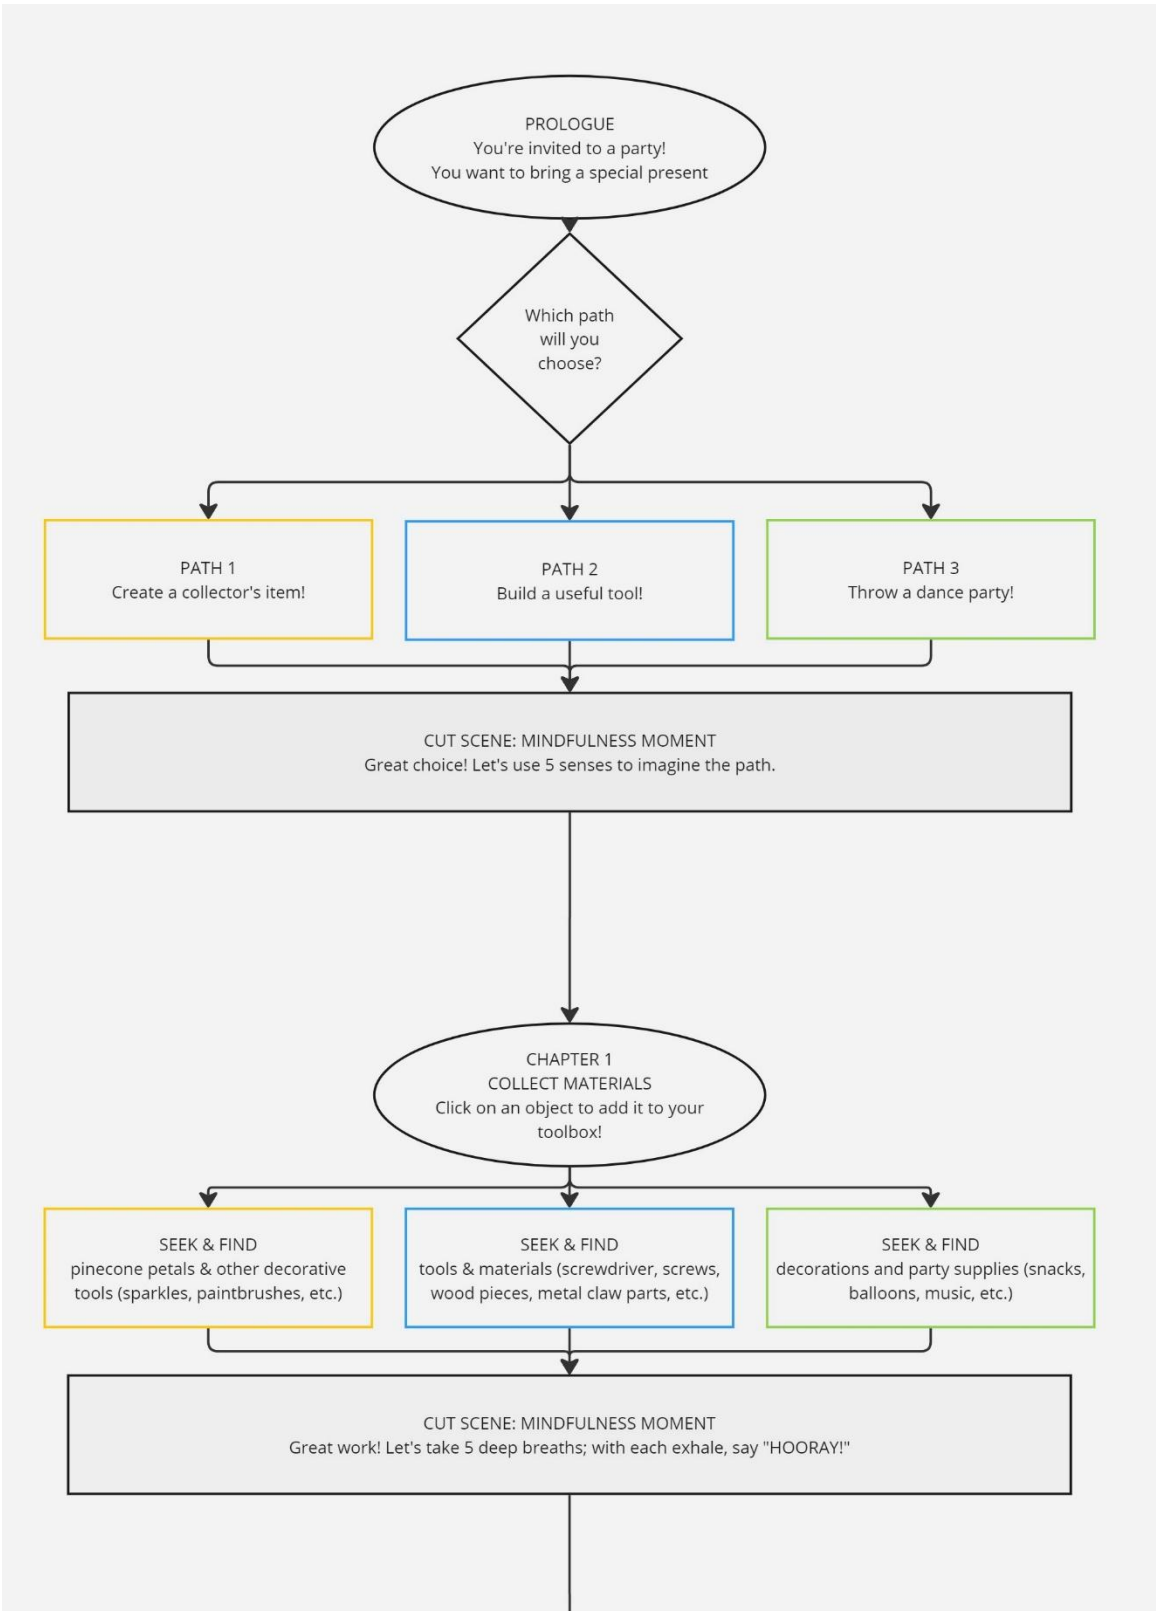 PROLOGUE
You're invited to a party!
You want to bring a special present
Which path
will you
choose?
PATH 1
Create a collector's item!
PATH 2
Build a useful tool!
PATH 3
Throw a dance party!
CUT SCENE: MINDFULNESS MOMENT
Great choice! Let's use 5 senses to imagine the path.
CHAPTER 1
COLLECT MATERIALS
Click on an object to add it to your
toolbox!
SEEK & FIND
pinecone petals & other decorative
tools (sparkles, paintbrushes, etc.)
SEEK & FIND
tools & materials (screwdriver, screws,
wood pieces, metal claw parts, etc.)
SEEK & FIND
decorations and party supplies (snacks,
balloons, music, etc.)
CUT SCENE: MINDFULNESS MOMENT
Great work! Let's take 5 deep breaths; with each exhale, say "HOORAY!"